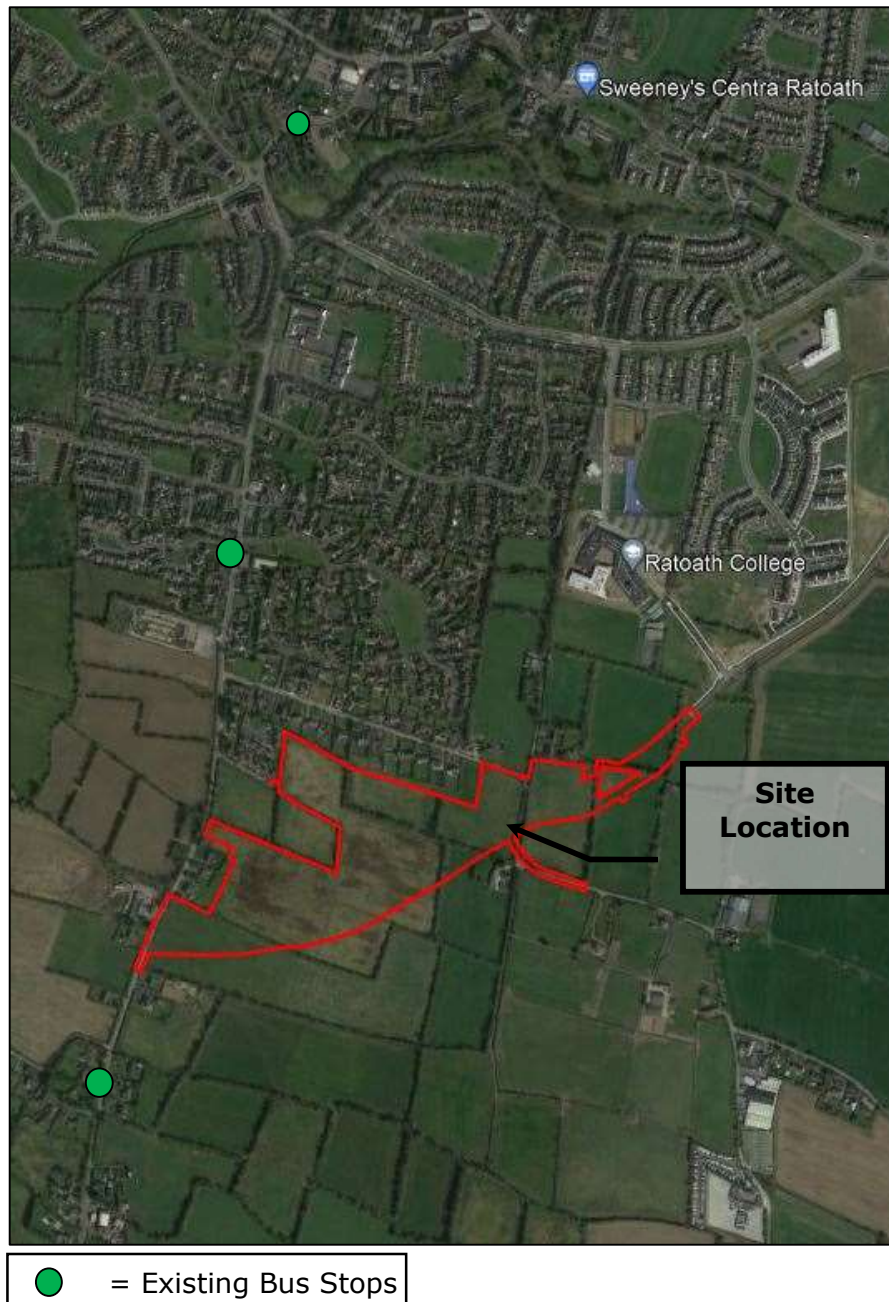 Sweeney's Centra Ratoath
Ratoath College
Site
Location
= Existing Bus Stops